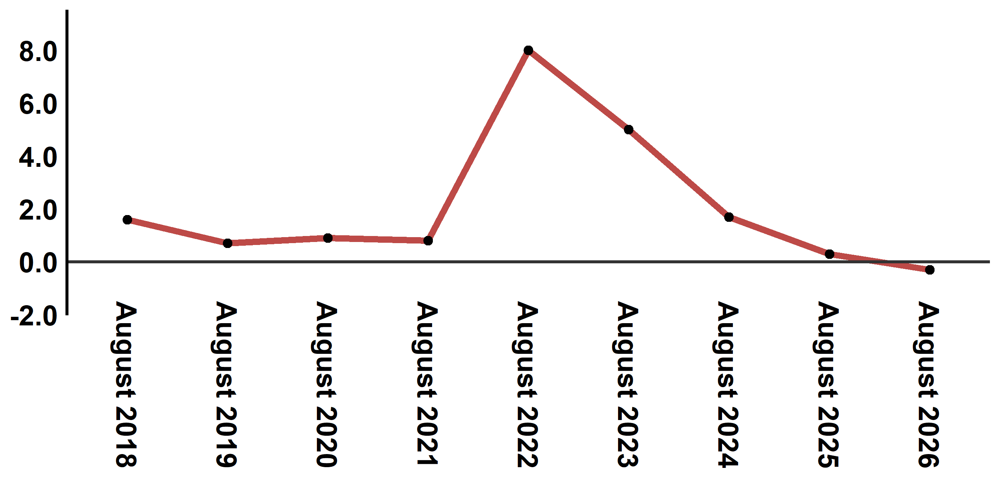 8.0
6.0
4.0
2.0
0.0
-2.0
August 2018
August 2019
August 2020
August 2021
August 2022
August 2023
August 2024
August 2025
August 2026